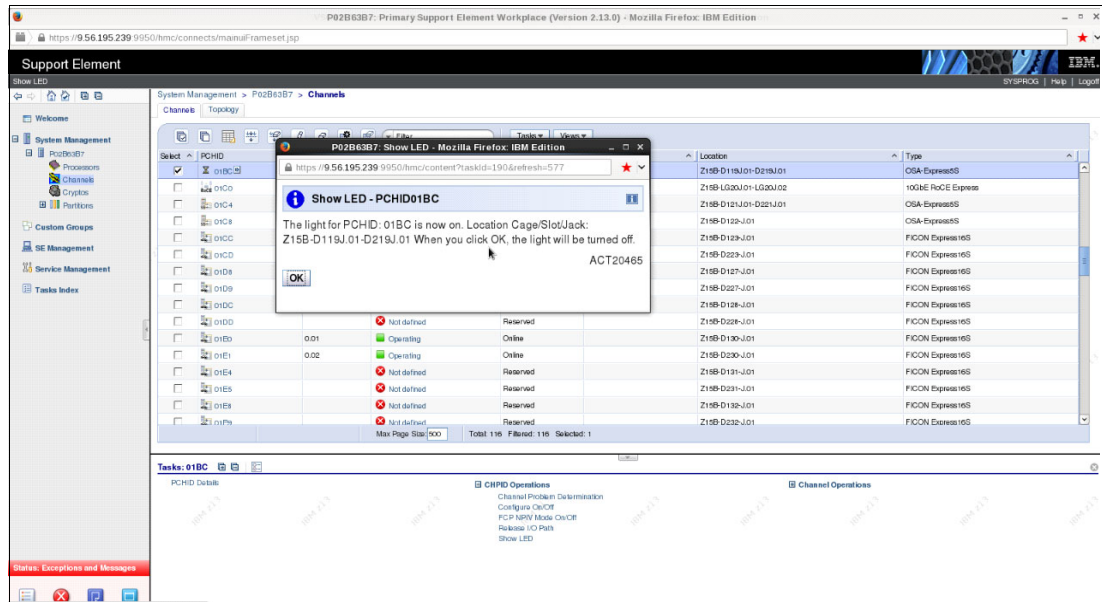 P02B63B7: Primary Support Element Workplace (Version 2.13.0) - Mozilla Firefox: IBM Edition
https://9.56.195.239 9950/hmc/connects/mainuiFrameset.jsp
Support Element
IBM.
Show LED
SYSPROG | Help | Logoff
System Management > P02B63B7 > Channels
Channels Topology
Welcome
System Management
P02B63B7
Processors
Channels
Cryptos
Partitions
Custom Groups
SE Management
Service Management
Tasks Index
Status: Exceptions and Messages
Filter Tasks Views
Select PCHID Location Type
01BC Z15B-D119J.01-D219J.01 OSA-Express5S
01C0 Z15B-LG20J.01-LG20J.02 10GbE RoCE Express
01C4 Z15B-D121J.01-D221J.01 OSA-Express5S
01C8 Z15B-D122-J.01 OSA-Express5S
01CC Z15B-D123-J.01 FICON Express16S
01CD Z15B-D223-J.01 FICON Express16S
01D8 Z15B-D127-J.01 FICON Express16S
01D9 Z15B-D227-J.01 FICON Express16S
01DC Z15B-D128-J.01 FICON Express16S
01DD Not defined Reserved Z15B-D228-J.01 FICON Express16S
01E0 0.01 Operating Online Z15B-D130-J.01 FICON Express16S
01E1 0.02 Operating Online Z15B-D230-J.01 FICON Express16S
01E4 Not defined Reserved Z15B-D131-J.01 FICON Express16S
01E5 Not defined Reserved Z15B-D231-J.01 FICON Express16S
01E8 Not defined Reserved Z15B-D132-J.01 FICON Express16S
01E9 Not defined Reserved Z15B-D232-J.01 FICON Express16S
Max Page Size: 500 Total: 116 Filtered: 116 Selected: 1
P02B63B7: Show LED - Mozilla Firefox: IBM Edition
https://9.56.195.239 9950/hmc/content?taskId=190&refresh=577
Show LED - PCHID01BC
The light for PCHID: 01BC is now on. Location Cage/Slot/Jack:
Z15B-D119J.01-D219J.01 When you click OK, the light will be turned off.
ACT20465
OK
Tasks: 01BC
PCHID Details
CHPID Operations
Channel Problem Determination
Configure On/Off
FCP NPIV Mode On/Off
Release I/O Path
Show LED
Channel Operations